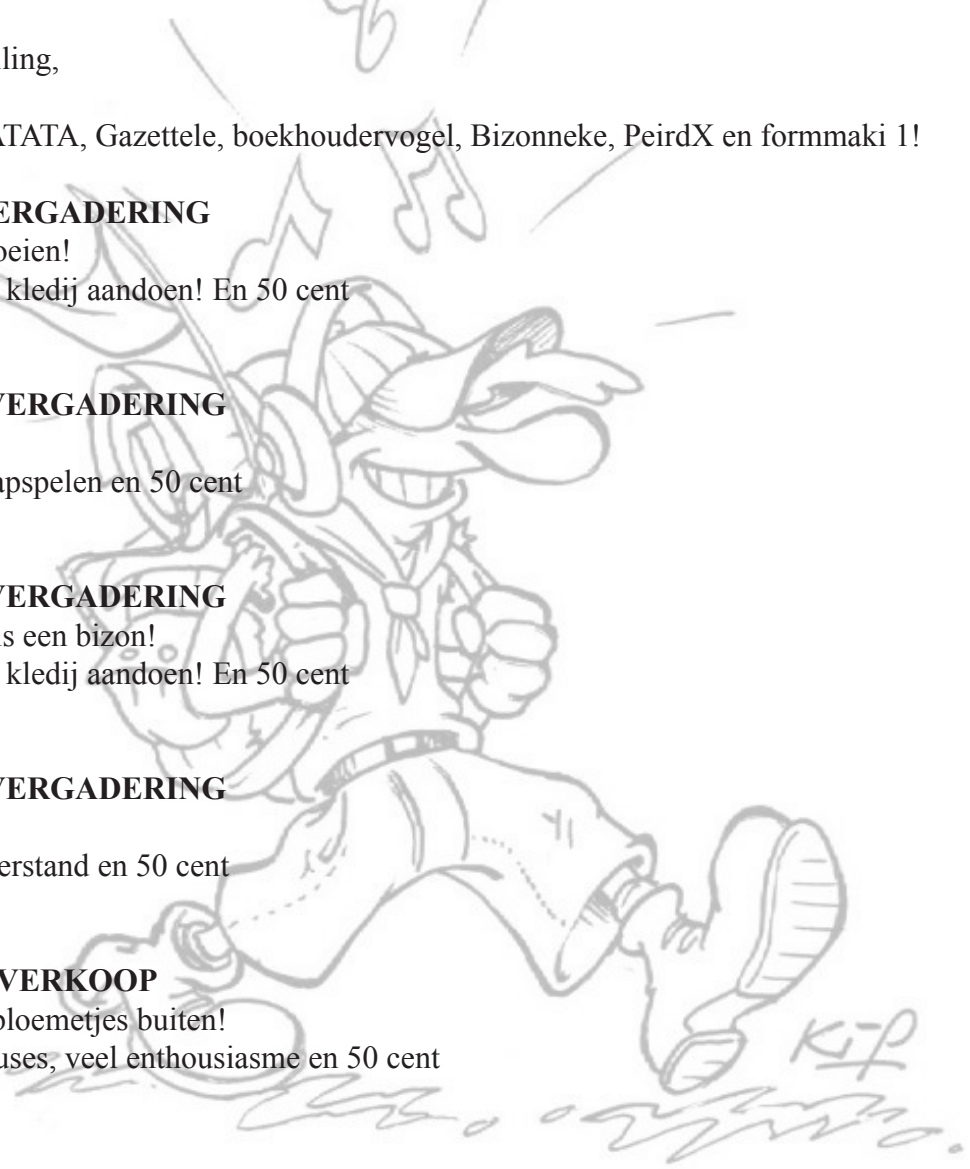 ling,
ATATA, Gazettele, boekhoudervogel, Bizonneke, PeirdX en formmaki 1!
ERGADERING
oeien!
kledij aandoen! En 50 cent
VERGADERING
apspelen en 50 cent
VERGADERING
s een bizon!
kledij aandoen! En 50 cent
VERGADERING
erstand en 50 cent
VERKOOP
bloemetjes buiten!
uses, veel enthousiasme en 50 cent
KiP